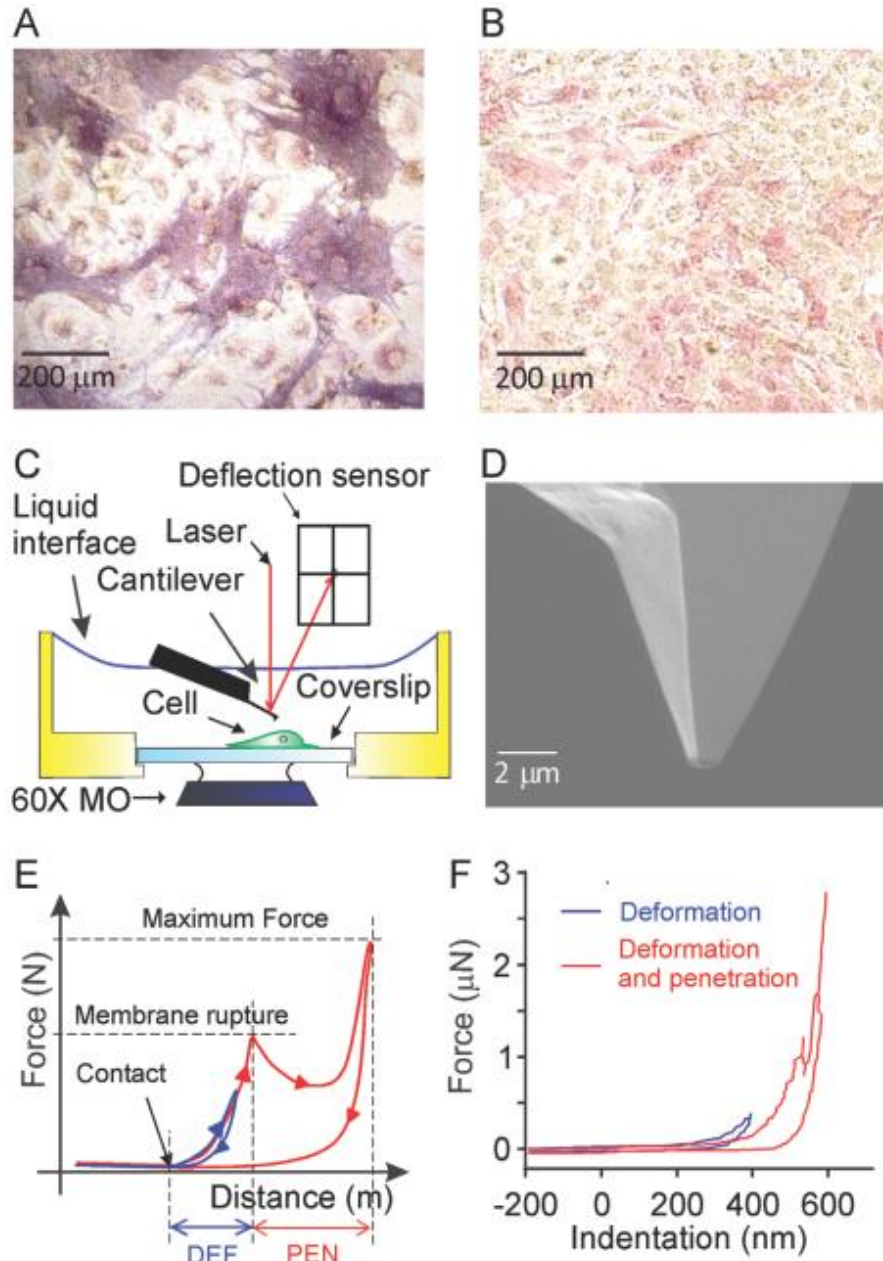 A
200 μm
B
200 μm
C
Deflection sensor
Liquid
interface
Laser
Cantilever
Cell
Coverslip
60X MO
D
2 μm
E
Force (N)
Maximum Force
Membrane rupture
Contact
Distance (m)
DEF
PEN
F
Force (μN)
3
2
1
0
Deformation
Deformation
and penetration
-200
0
200
400
600
Indentation (nm)